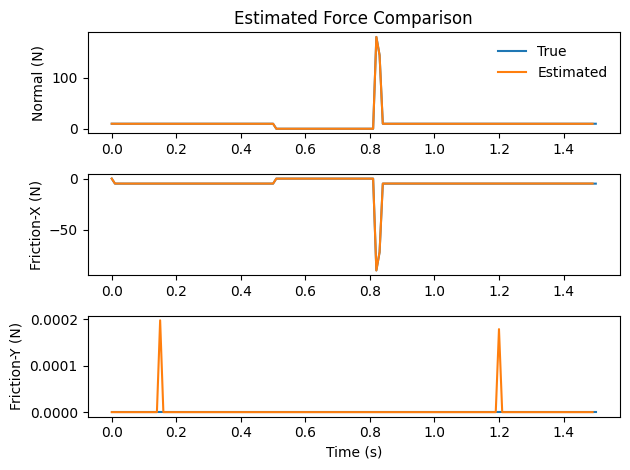 Estimated Force Comparison
Normal (N)
100
0
True
Estimated
0.0 0.2 0.4 0.6 0.8 1.0 1.2 1.4
Friction-X (N)
0
−50
0.0 0.2 0.4 0.6 0.8 1.0 1.2 1.4
Friction-Y (N)
0.0002
0.0001
0.0000
0.0 0.2 0.4 0.6 0.8 1.0 1.2 1.4
Time (s)